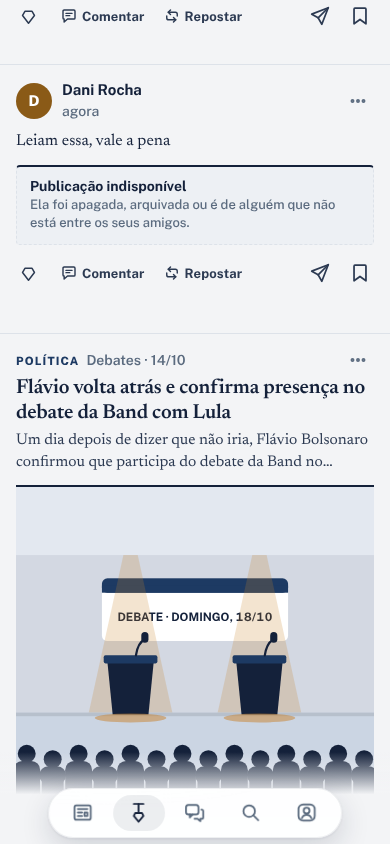 Comentar Repostar
D
Dani Rocha
agora
Leiam essa, vale a pena
Publicação indisponível
Ela foi apagada, arquivada ou é de alguém que não
está entre os seus amigos.
Comentar Repostar
POLÍTICA Debates · 14/10
Flávio volta atrás e confirma presença no
debate da Band com Lula
Um dia depois de dizer que não iria, Flávio Bolsonaro
confirmou que participa do debate da Band no…
DEBATE · DOMINGO, 18/10